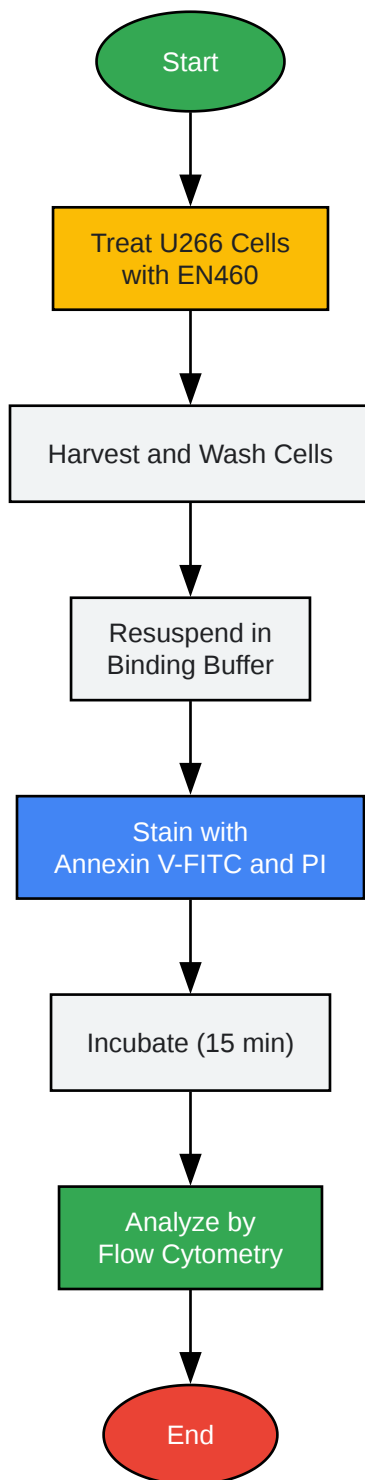 Start
Treat U266 Cells
with EN460
Harvest and Wash Cells
Resuspend in
Binding Buffer
Stain with
Annexin V-FITC and PI
Incubate (15 min)
Analyze by
Flow Cytometry
End